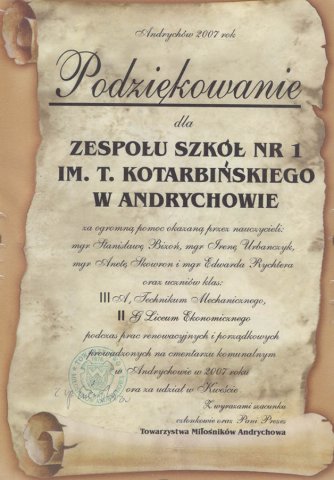 Andrychów 2007 rok
Podziękowanie
dla
ZESPOŁU SZKÓŁ NR 1
IM. T. KOTARBIŃSKIEGO
W ANDRYCHOWIE
za ogromną pomoc okazaną przez nauczycieli:
mgr Stanisławę Bizoń, mgr Irenę Urbańczyk,
mgr Anetę Skowron i mgr Edwarda Rychtera
oraz uczniów klas:
III A, Technikum Mechanicznego,
II G Liceum Ekonomicznego
podczas prac renowacyjnych i porządkowych
prowadzonych na cmentarzu komunalnym
w Andrychowie w 2007 roku
oraz za udział w Kweście
Z wyrazami szacunku
członkowie oraz Pani Prezes
Towarzystwa Miłośników Andrychowa